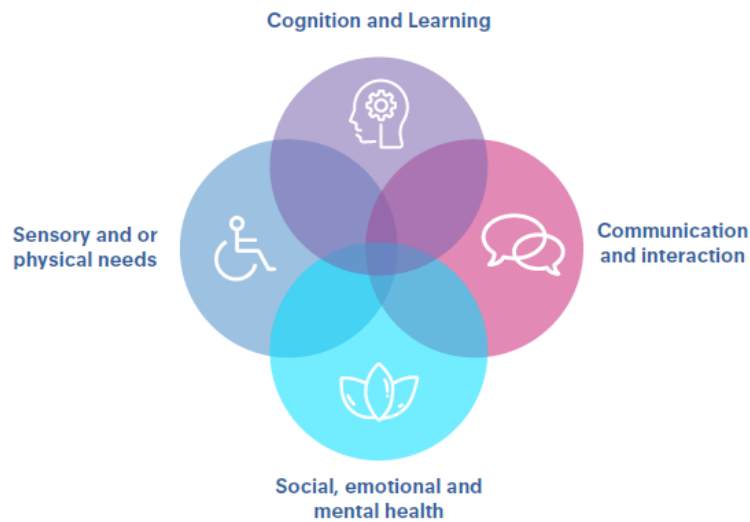 Cognition and Learning
Sensory and or
physical needs
Communication
and interaction
Social, emotional and
mental health